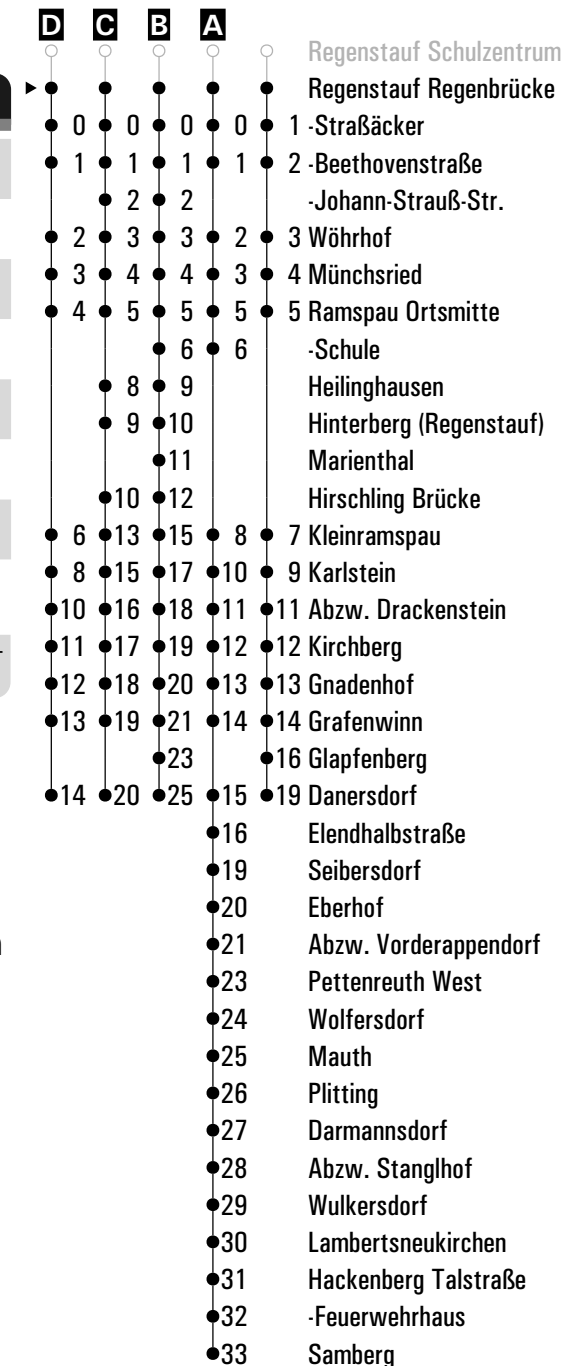 D C B A
Regenstauf Schulzentrum
Regenstauf Regenbrücke
0 0 0 0 1 -Straßäcker
1 1 1 1 2 -Beethovenstraße
2 2 -Johann-Strauß-Str.
2 3 3 2 3 Wöhrhof
3 4 4 3 4 Münchsried
4 5 5 5 5 Ramspau Ortsmitte
6 6 -Schule
8 9 Heilinghausen
9 10 Hinterberg (Regenstauf)
11 Marienthal
10 12 Hirschling Brücke
6 13 15 8 7 Kleinramspau
8 15 17 10 9 Karlstein
10 16 18 11 11 Abzw. Drackenstein
11 17 19 12 12 Kirchberg
12 18 20 13 13 Gnadenhof
13 19 21 14 14 Grafenwinn
23 16 Glapfenberg
14 20 25 15 19 Danersdorf
16 Elendhalbstraße
19 Seibersdorf
20 Eberhof
21 Abzw. Vorderappendorf
23 Pettenreuth West
24 Wolfersdorf
25 Mauth
26 Plitting
27 Darmannsdorf
28 Abzw. Stanglhof
29 Wulkersdorf
30 Lambertsneukirchen
31 Hackenberg Talstraße
32 -Feuerwehrhaus
33 Samberg